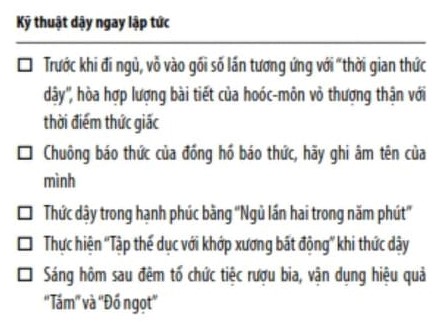 Kỹ thuật dậy ngay lập tức
☐ Trước khi đi ngủ, vỗ vào gối số lần tương ứng với “thời gian thức
dậy”, hòa hợp lượng bài tiết của hoóc-môn vỏ thượng thận với
thời điểm thức giấc
☐ Chuông báo thức của đồng hồ báo thức, hãy ghi âm tên của
mình
☐ Thức dậy trong hạnh phúc bằng “Ngủ lần hai trong năm phút”
☐ Thực hiện “Tập thể dục với khớp xương bất động” khi thức dậy
☐ Sáng hôm sau đêm tổ chức tiệc rượu bia, vận dụng hiệu quả
“Tắm” và “Đồ ngọt”